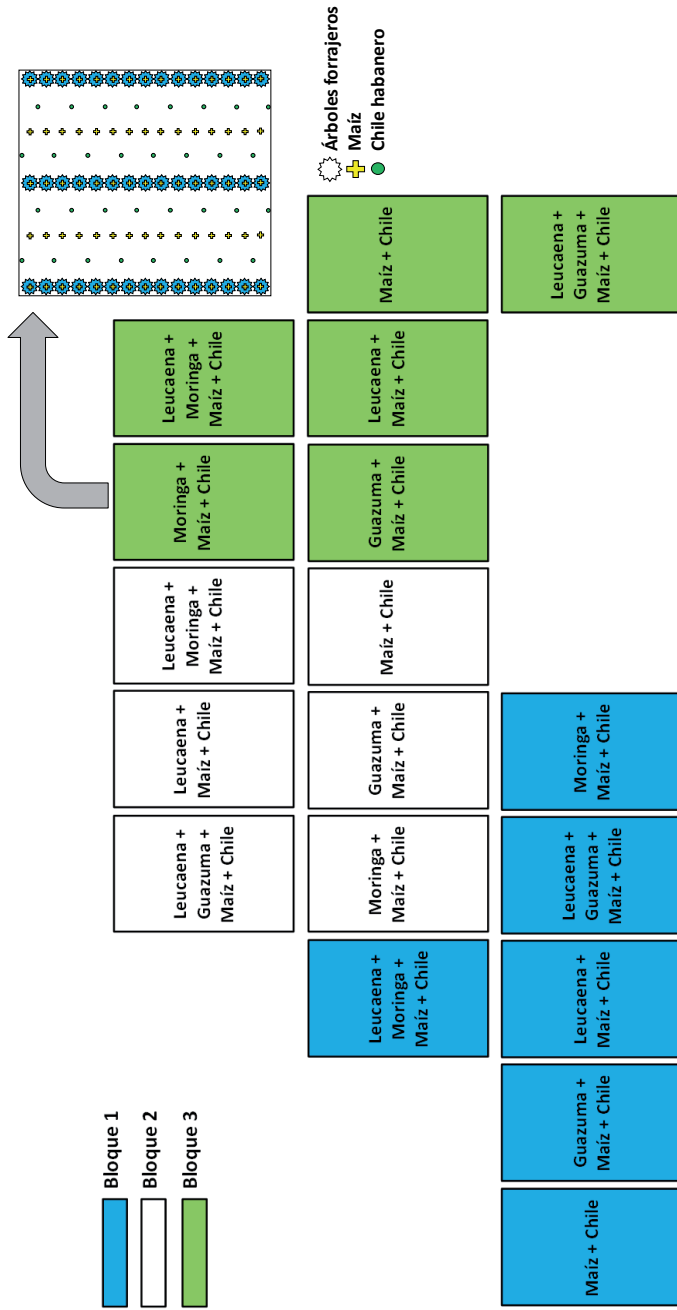 Bloque 1
Bloque 2
Bloque 3
Leucaena +
Guazuma +
Maíz + Chile
Leucaena +
Maíz + Chile
Leucaena +
Moringa +
Maíz + Chile
Moringa +
Maíz + Chile
Leucaena +
Moringa +
Maíz + Chile
Leucaena +
Moringa +
Maíz + Chile
Moringa +
Maíz + Chile
Guazuma +
Maíz + Chile
Maíz + Chile
Guazuma +
Maíz + Chile
Leucaena +
Maíz + Chile
Maíz + Chile
Árboles forrajeros
Maíz
Chile habanero
Maíz + Chile
Guazuma +
Maíz + Chile
Leucaena +
Maíz + Chile
Leucaena +
Guazuma +
Maíz + Chile
Moringa +
Maíz + Chile
Leucaena +
Guazuma +
Maíz + Chile